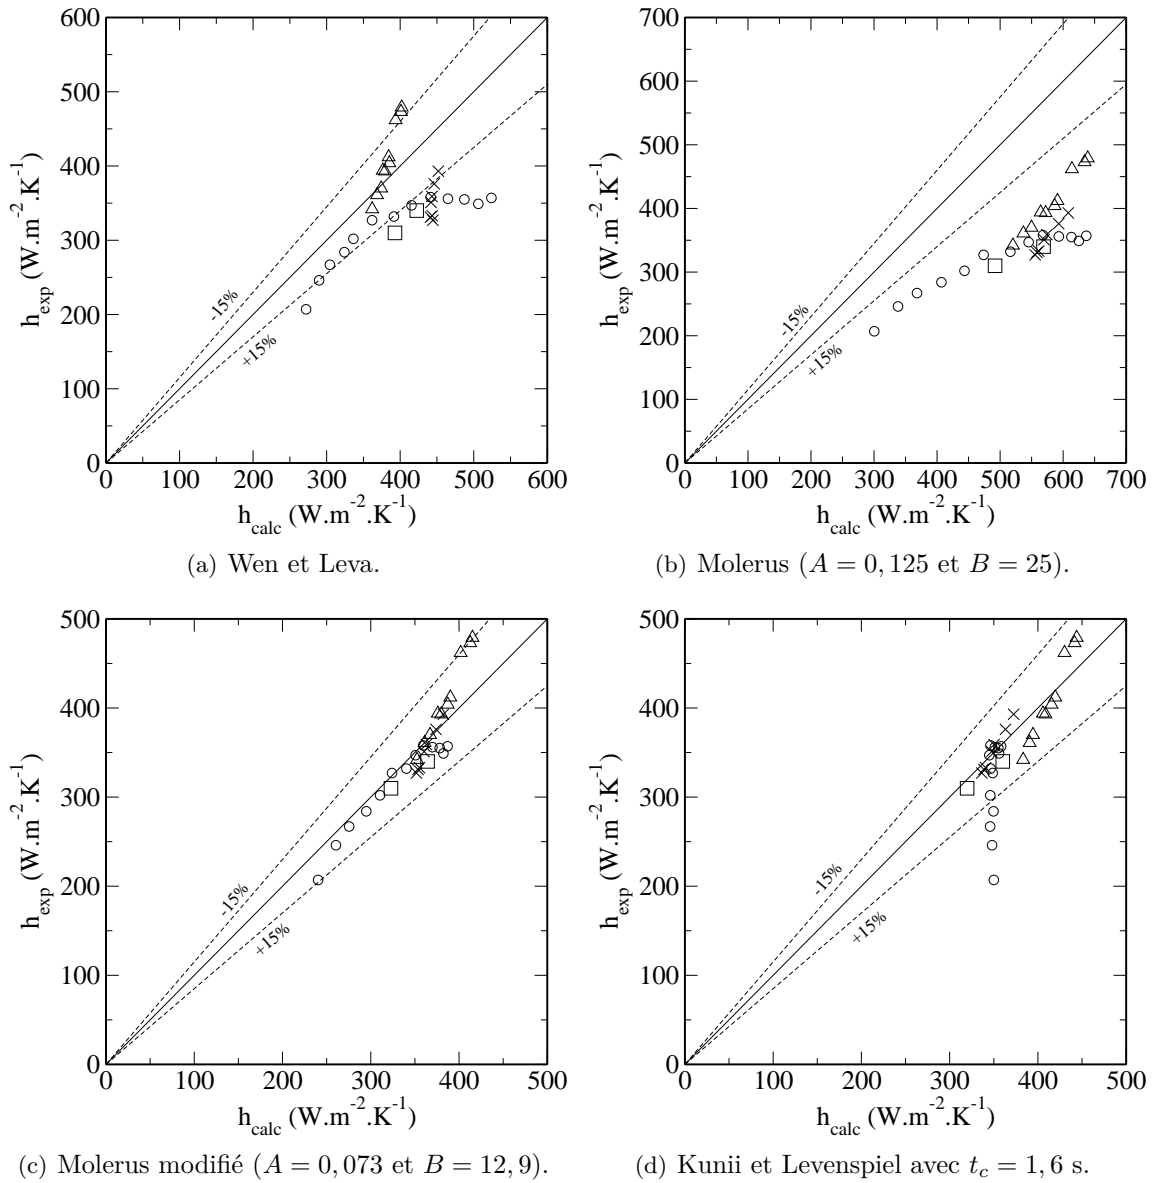 600
500
400
300
200
100
0
h_exp (W.m^-2.K^-1)
-15%
+15%
0 100 200 300 400 500 600
h_calc (W.m^-2.K^-1)
(a) Wen et Leva.
700
600
500
400
300
200
100
0
h_exp (W.m^-2.K^-1)
-15%
+15%
0 100 200 300 400 500 600 700
h_calc (W.m^-2.K^-1)
(b) Molerus (A = 0, 125 et B = 25).
500
400
300
200
100
0
h_exp (W.m^-2.K^-1)
-15%
+15%
0 100 200 300 400 500
h_calc (W.m^-2.K^-1)
(c) Molerus modifié (A = 0, 073 et B = 12, 9).
500
400
300
200
100
0
h_exp (W.m^-2.K^-1)
-15%
+15%
0 100 200 300 400 500
h_calc (W.m^-2.K^-1)
(d) Kunii et Levenspiel avec t_c = 1, 6 s.